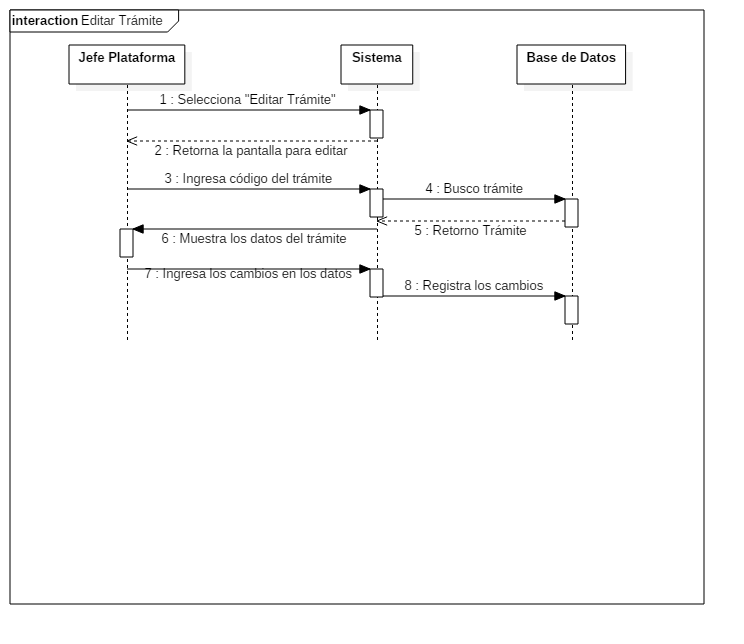 interaction Editar Trámite
Jefe Plataforma
Sistema
Base de Datos
1 : Selecciona "Editar Trámite"
2 : Retorna la pantalla para editar
3 : Ingresa código del trámite
4 : Busco trámite
5 : Retorno Trámite
6 : Muestra los datos del trámite
7 : Ingresa los cambios en los datos
8 : Registra los cambios